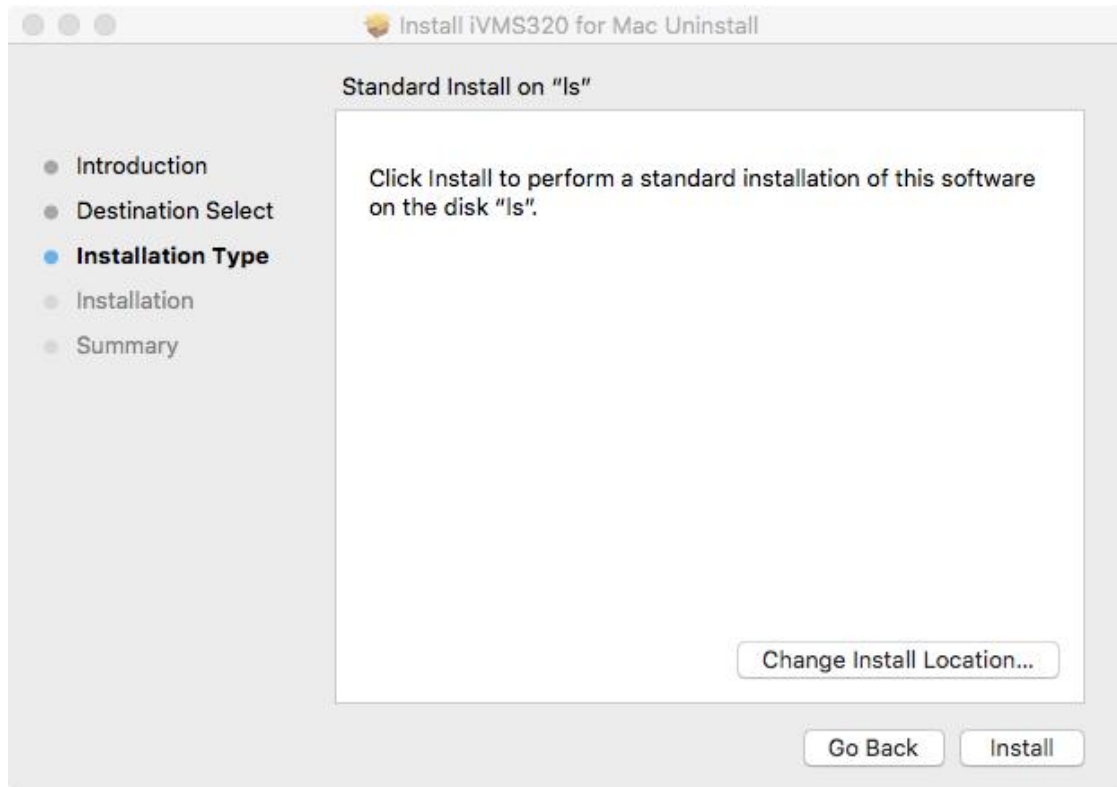 Install iVMS320 for Mac Uninstall
Standard Install on “ls”
Introduction
Destination Select
Installation Type
Installation
Summary
Click Install to perform a standard installation of this software
on the disk “ls”.
Change Install Location...
Go Back
Install